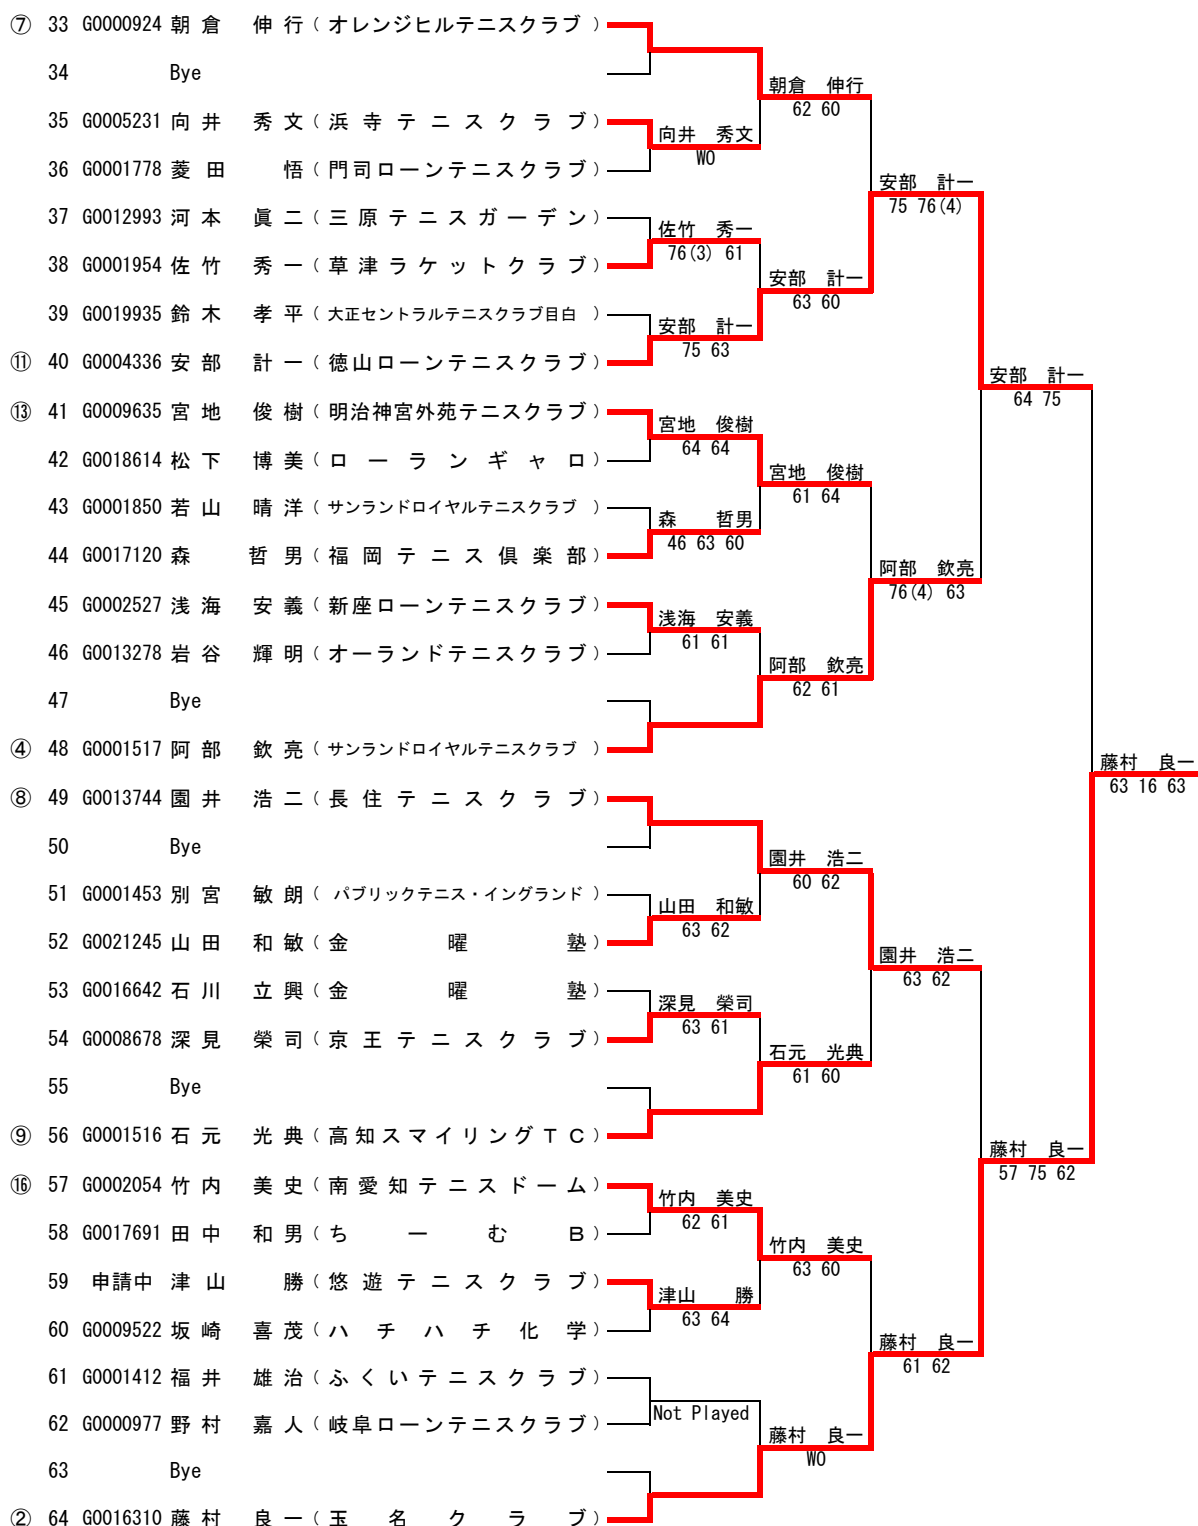 ⑦ 33 G0000924 朝倉 伸行 (オレンジヒルテニスクラブ)
34 Bye
朝倉 伸行
62 60
35 G0005231 向井 秀文 (浜寺テニスクラブ)
向井 秀文
WO
36 G0001778 菱田 悟 (門司ローンテニスクラブ)
安部 計一
75 76(4)
37 G0012993 河本 眞二 (三原テニスガーデン)
佐竹 秀一
76(3) 61
38 G0001954 佐竹 秀一 (草津ラケットクラブ)
安部 計一
63 60
39 G0019935 鈴木 孝平 (大正セントラルテニスクラブ目白)
安部 計一
75 63
⑪ 40 G0004336 安部 計一 (徳山ローンテニスクラブ)
安部 計一
64 75
⑬ 41 G0009635 宮地 俊樹 (明治神宮外苑テニスクラブ)
宮地 俊樹
64 64
42 G0018614 松下 博美 (ローランギャロ)
宮地 俊樹
61 64
43 G0001850 若山 晴洋 (サンランドロイヤルテニスクラブ)
森 哲男
46 63 60
44 G0017120 森 哲男 (福岡テニス倶楽部)
阿部 欽亮
76(4) 63
45 G0002527 浅海 安義 (新座ローンテニスクラブ)
浅海 安義
61 61
46 G0013278 岩谷 輝明 (オーランドテニスクラブ)
阿部 欽亮
62 61
47 Bye
④ 48 G0001517 阿部 欽亮 (サンランドロイヤルテニスクラブ)
藤村 良一
63 16 63
⑧ 49 G0013744 園井 浩二 (長住テニスクラブ)
50 Bye
園井 浩二
60 62
51 G0001453 別宮 敏朗 (パブリックテニス・イングランド)
山田 和敏
63 62
52 G0021245 山田 和敏 (金曜塾)
園井 浩二
63 62
53 G0016642 石川 立興 (金曜塾)
深見 榮司
63 61
54 G0008678 深見 榮司 (京王テニスクラブ)
石元 光典
61 60
55 Bye
⑨ 56 G0001516 石元 光典 (高知スマイリングTC)
藤村 良一
57 75 62
⑯ 57 G0002054 竹内 美史 (南愛知テニスドーム)
竹内 美史
62 61
58 G0017691 田中 和男 (ちーむB)
竹内 美史
63 60
59 申請中 津山 勝 (悠遊テニスクラブ)
津山 勝
63 64
60 G0009522 坂崎 喜茂 (ハチハチ化学)
藤村 良一
61 62
61 G0001412 福井 雄治 (ふくいテニスクラブ)
Not Played
62 G0000977 野村 嘉人 (岐阜ローンテニスクラブ)
藤村 良一
WO
63 Bye
② 64 G0016310 藤村 良一 (玉名クラブ)